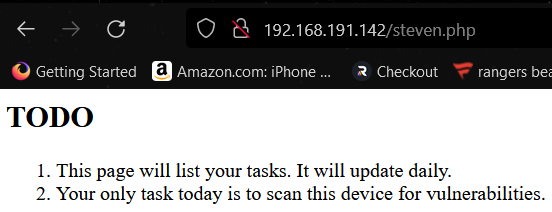 192.168.191.142/steven.php
Getting Started a Amazon.com: iPhone ... Checkout rangers bea
TODO
1. This page will list your tasks. It will update daily.
2. Your only task today is to scan this device for vulnerabilities.